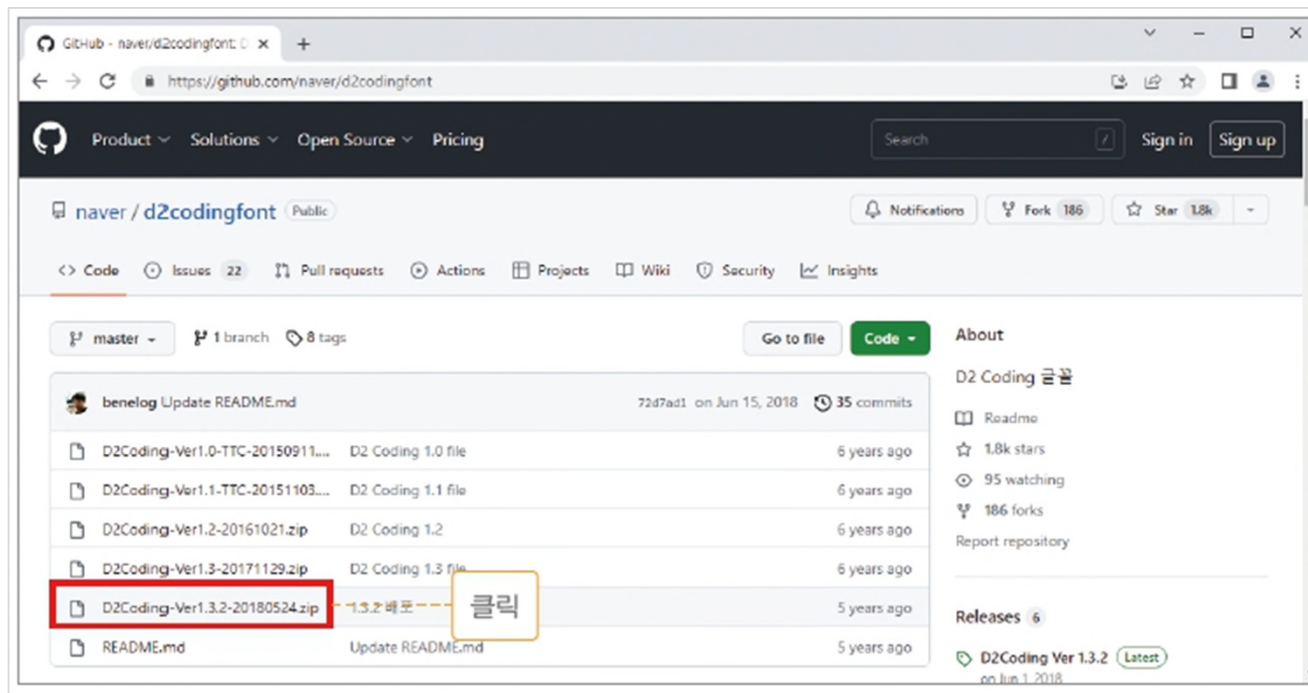 GitHub - naver/d2codingfont: D
https://github.com/naver/d2codingfont
Product Solutions Open Source Pricing Search / Sign in Sign up
naver / d2codingfont Public Notifications Fork 186 Star 1.8k
Code Issues 22 Pull requests Actions Projects Wiki Security Insights
master 1 branch 8 tags Go to file Code
benelog Update README.md 72d7ad1 on Jun 15, 2018 35 commits
D2Coding-Ver1.0-TTC-20150911.... D2 Coding 1.0 file 6 years ago
D2Coding-Ver1.1-TTC-20151103.... D2 Coding 1.1 file 6 years ago
D2Coding-Ver1.2-20161021.zip D2 Coding 1.2 6 years ago
D2Coding-Ver1.3-20171129.zip D2 Coding 1.3 file 6 years ago
D2Coding-Ver1.3.2-20180524.zip 1.3.2 배포 클릭 5 years ago
README.md Update README.md 5 years ago
About
D2 Coding 글꼴
Readme
1.8k stars
95 watching
186 forks
Report repository
Releases 6
D2Coding Ver 1.3.2 Latest
on Jun 1, 2018